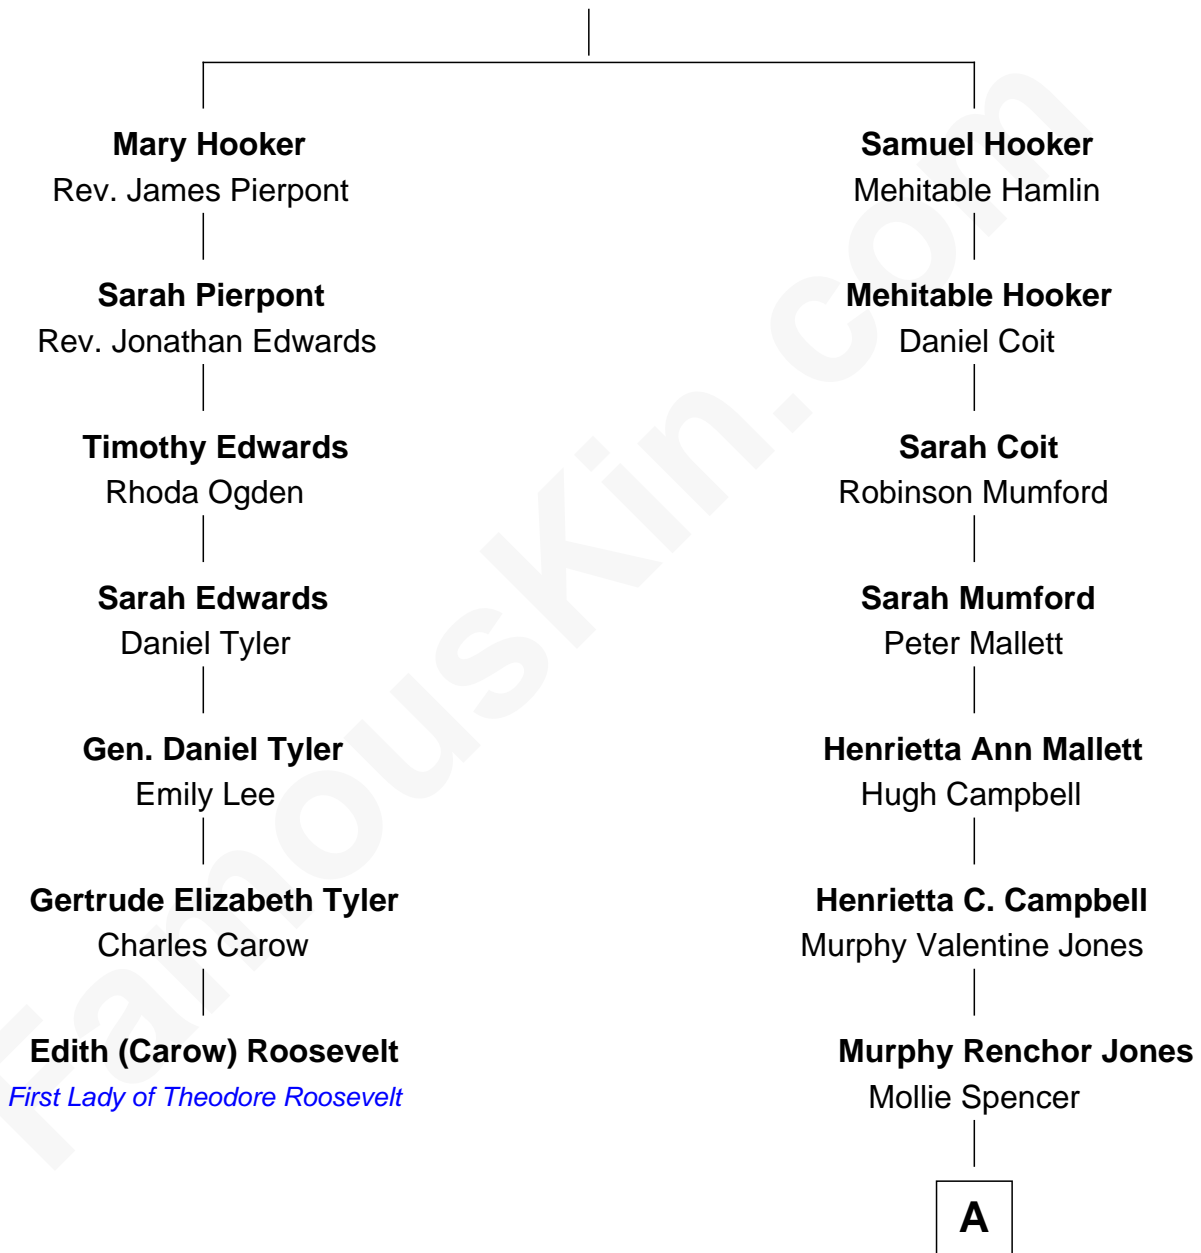 Mary Hooker
Rev. James Pierpont
Sarah Pierpont
Rev. Jonathan Edwards
Timothy Edwards
Rhoda Ogden
Sarah Edwards
Daniel Tyler
Gen. Daniel Tyler
Emily Lee
Gertrude Elizabeth Tyler
Charles Carow
Edith (Carow) Roosevelt
First Lady of Theodore Roosevelt
Samuel Hooker
Mehitable Hamlin
Mehitable Hooker
Daniel Coit
Sarah Coit
Robinson Mumford
Sarah Mumford
Peter Mallett
Henrietta Ann Mallett
Hugh Campbell
Henrietta C. Campbell
Murphy Valentine Jones
Murphy Renchor Jones
Mollie Spencer
A
FamousKin.com